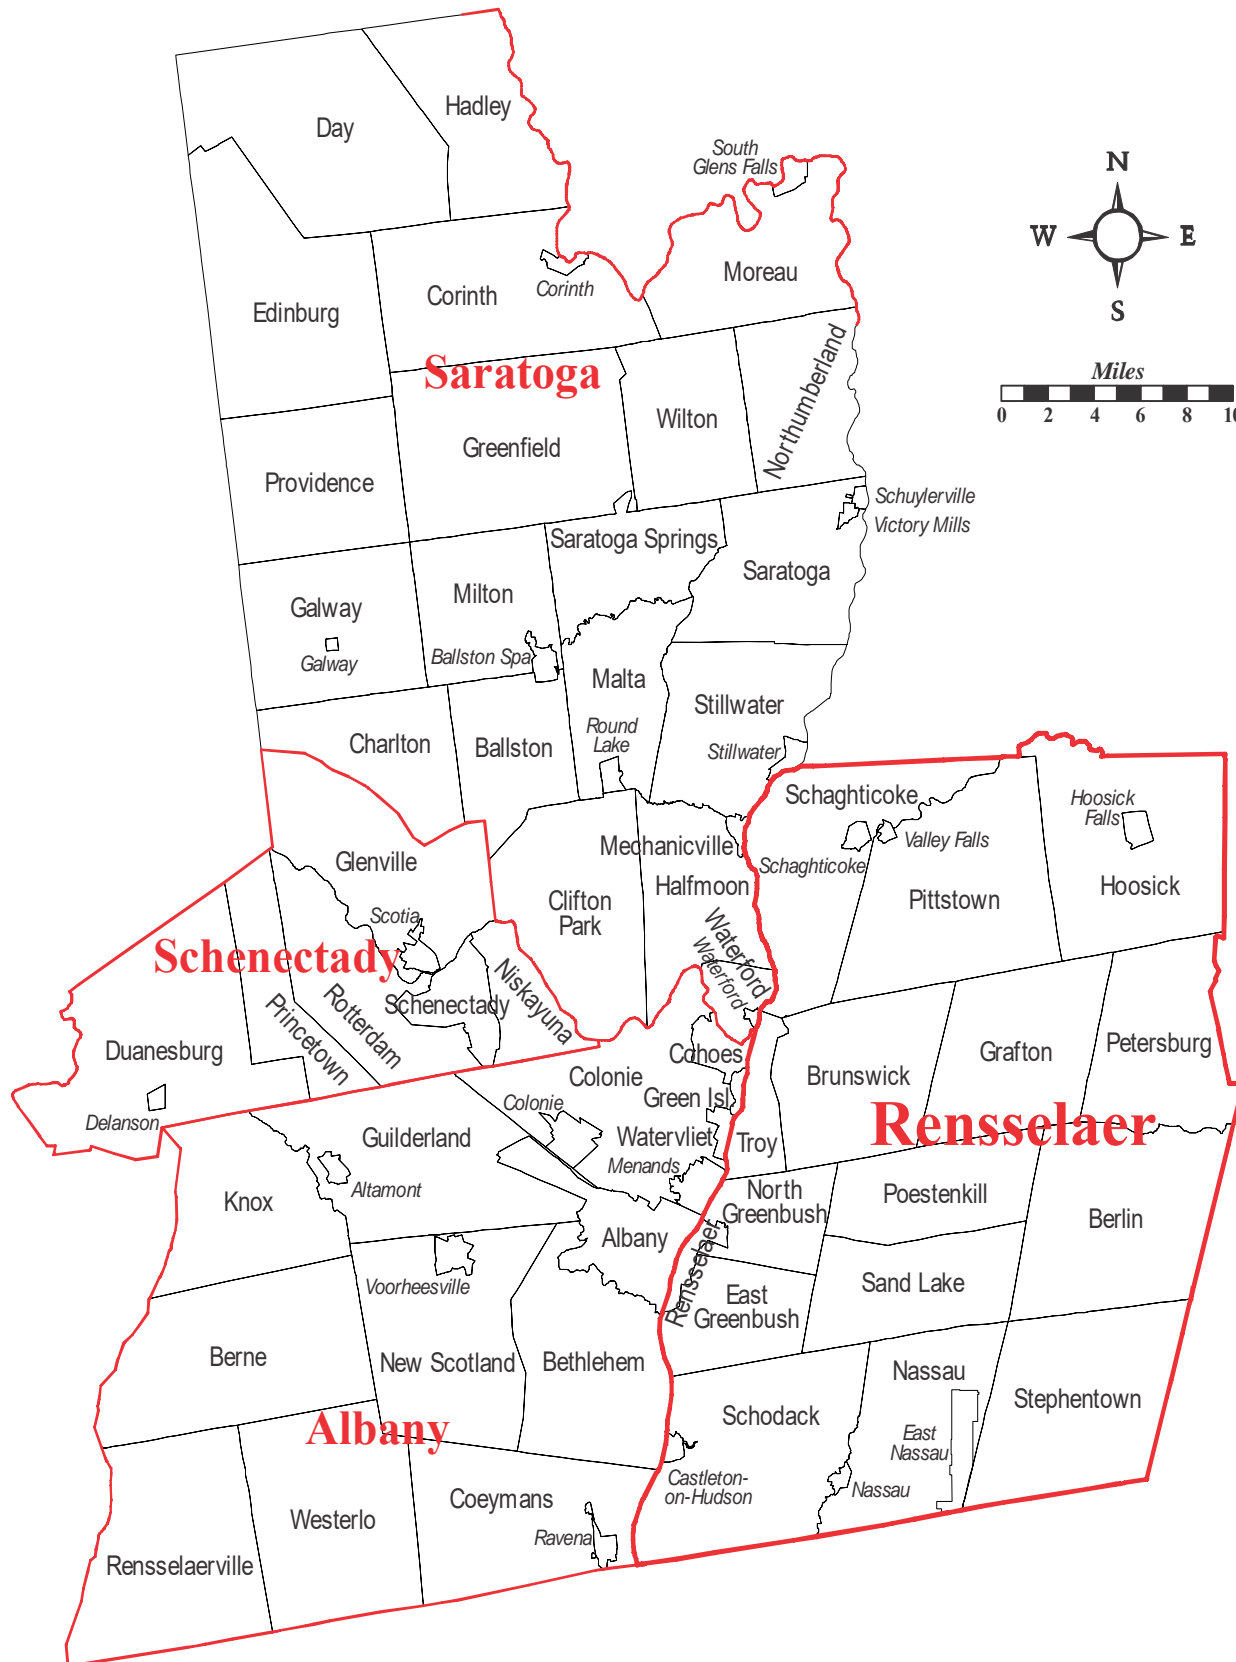 Hadley
Day
South
Glens Falls
N
W
E
S
Moreau
Corinth
Corinth
Edinburg
Saratoga
Northumberland
Miles
0 2 4 6 8 10
Wilton
Greenfield
Providence
Schuylerville
Victory Mills
Saratoga Springs
Saratoga
Milton
Galway
Galway
Ballston Spa
Malta
Stillwater
Round
Lake
Charlton
Ballston
Stillwater
Schaghticoke
Hoosick
Falls
Valley Falls
Mechanicville
Schaghticoke
Glenville
Halfmoon
Hoosick
Pittstown
Clifton
Park
Scotia
Waterford
Waterford
Schenectady
Niskayuna
Schenectady
Rotterdam
Princetown
Duanesburg
Cohoes
Grafton
Petersburg
Brunswick
Colonie
Green Isl
Colonie
Delanson
Rensselaer
Guilderland
Watervliet
Troy
Menands
Altamont
Knox
North
Greenbush
Poestenkill
Berlin
Albany
Rensselaer
Voorheesville
Sand Lake
East
Greenbush
Berne
New Scotland
Bethlehem
Nassau
Stephentown
Schodack
Albany
East
Nassau
Castleton-
on-Hudson
Nassau
Coeymans
Westerlo
Ravena
Rensselaerville